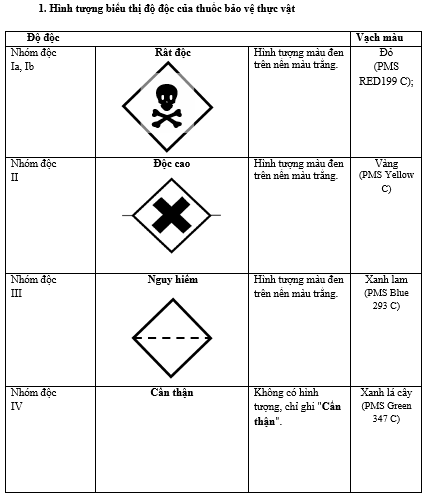 1. Hình tượng biểu thị độ độc của thuốc bảo vệ thực vật
Độ độc
Vạch màu
Nhóm độc
Ia, Ib
Rất độc
Hình tượng màu đen
trên nền màu trắng.
Đỏ
(PMS
RED199 C);
Nhóm độc
II
Độc cao
Hình tượng màu đen
trên nền màu trắng.
Vàng
(PMS Yellow
C)
Nhóm độc
III
Nguy hiểm
Hình tượng màu đen
trên nền màu trắng.
Xanh lam
(PMS Blue
293 C)
Nhóm độc
IV
Cẩn thận
Không có hình
tượng, chỉ ghi "Cẩn
thận".
Xanh lá cây
(PMS Green
347 C)